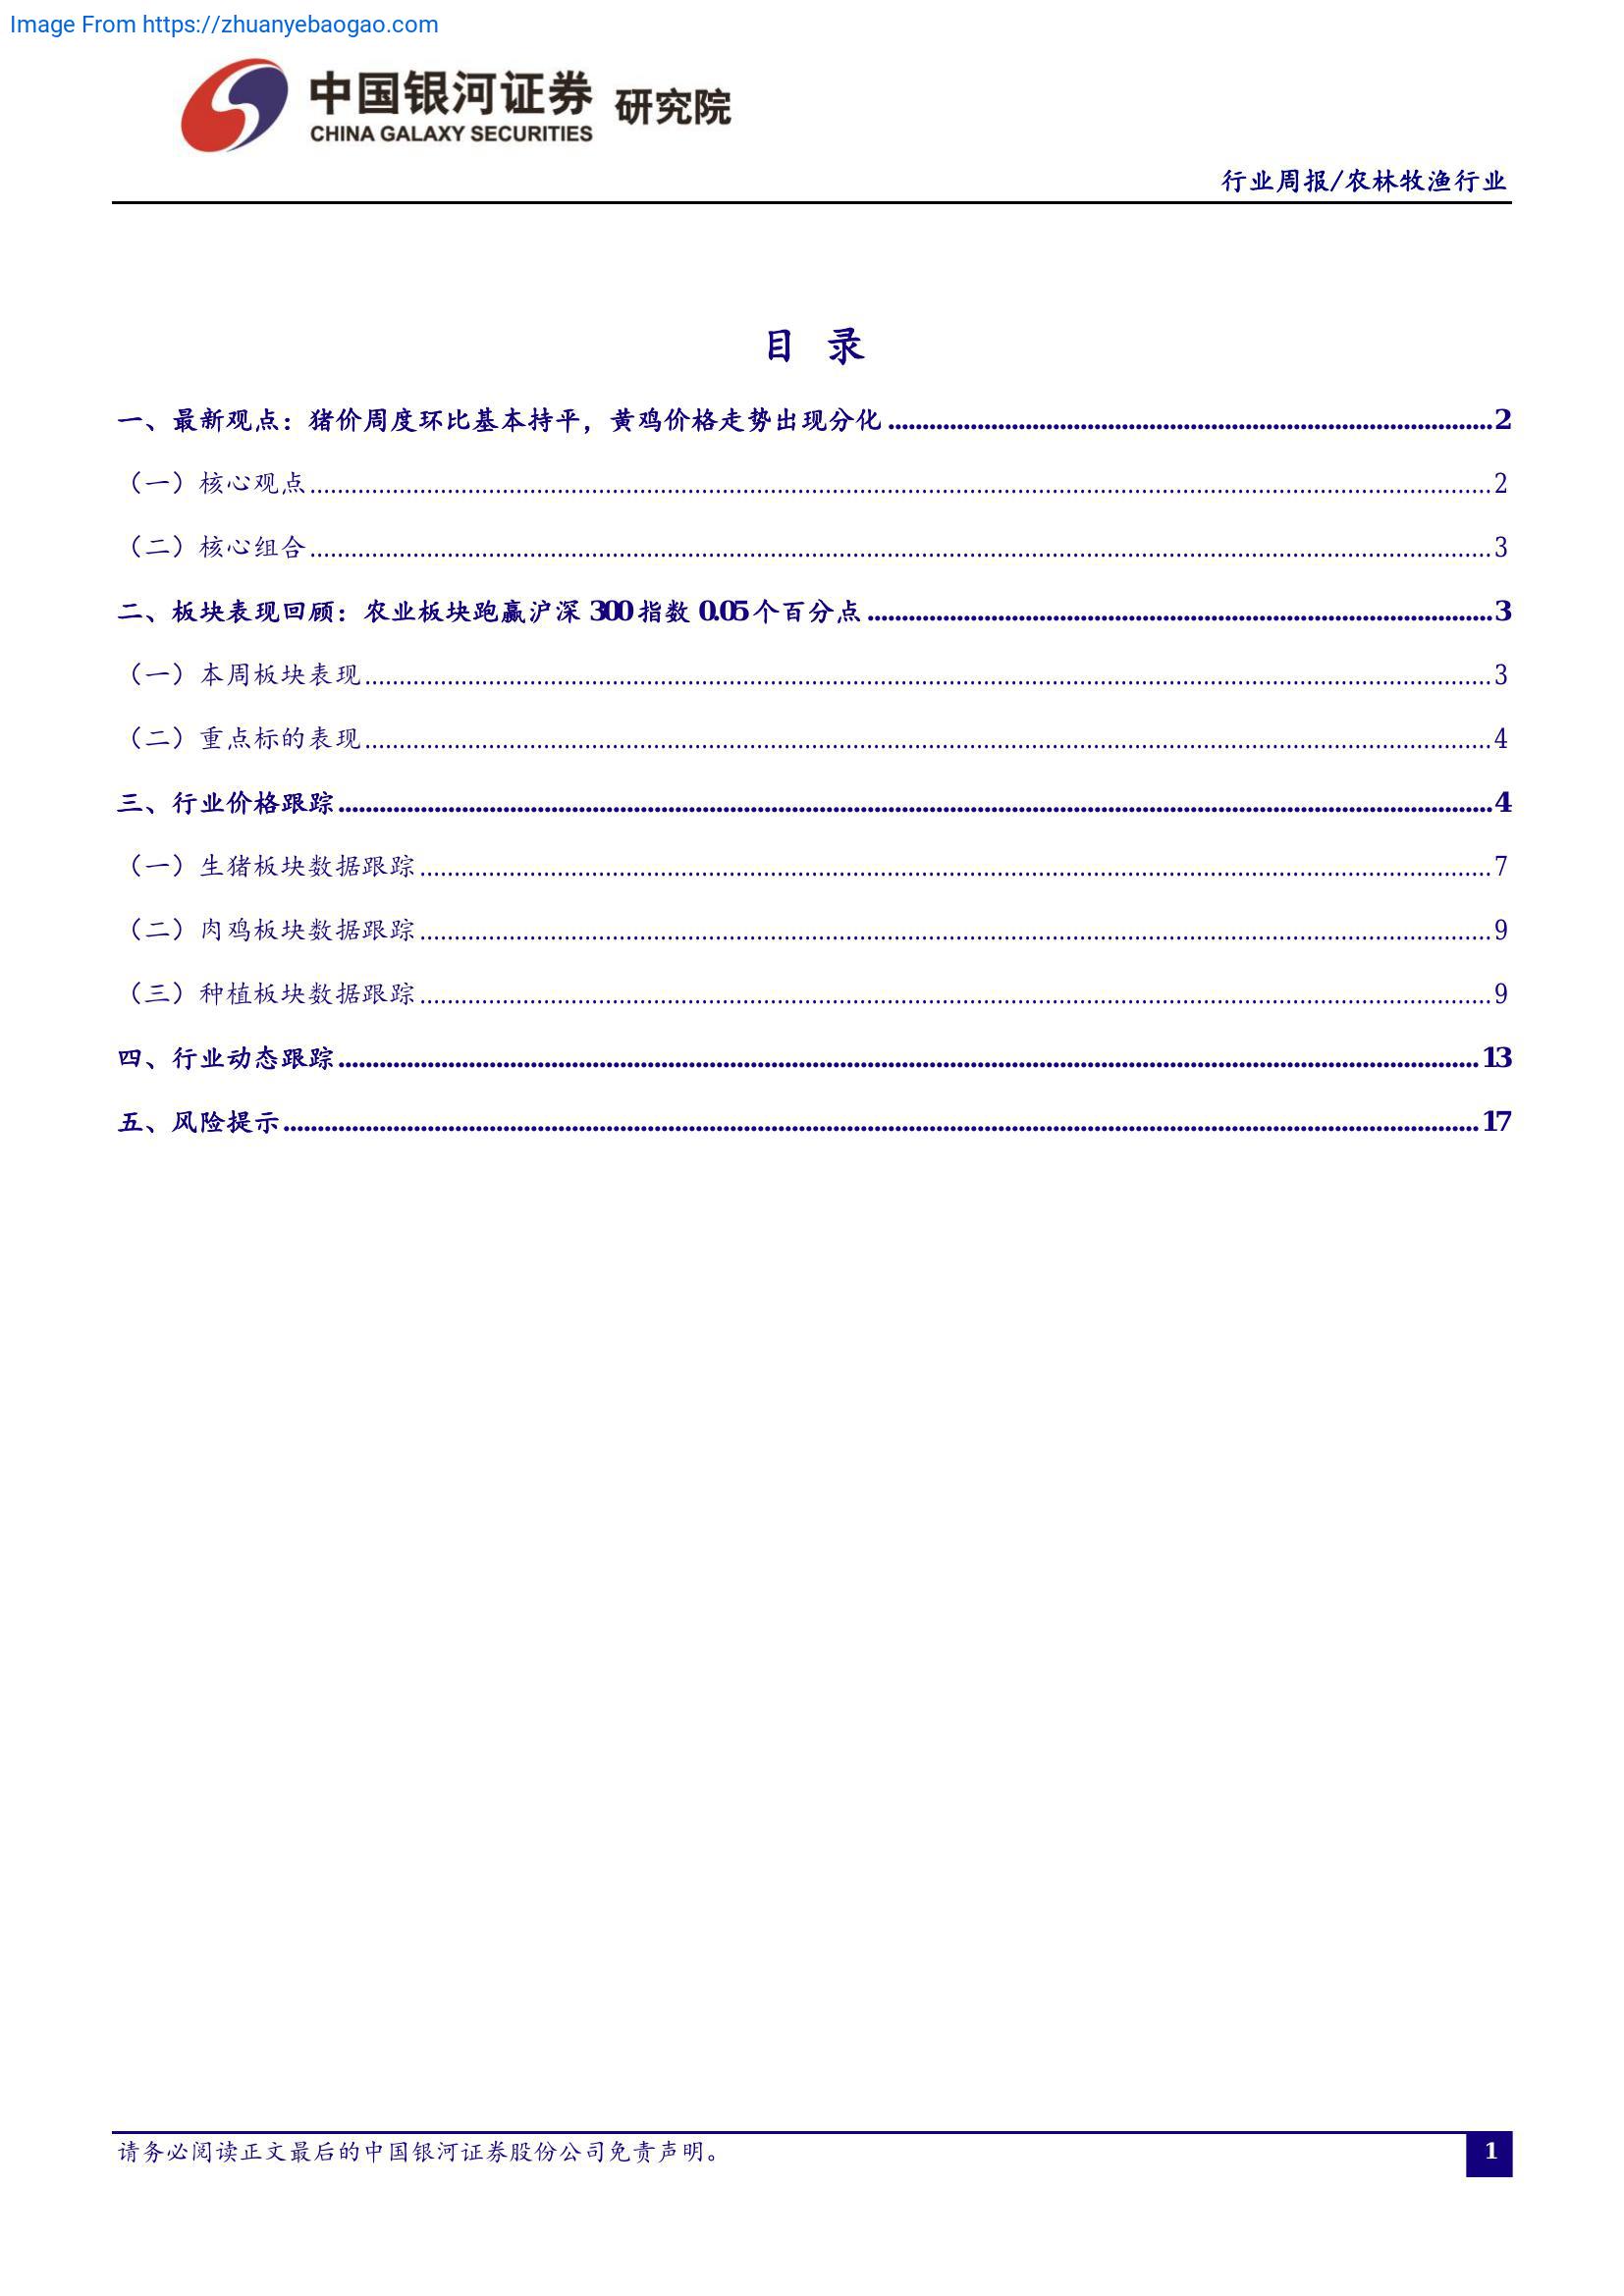 Image From https://zhuanyebaogao.com
中国银河证券 研究院
CHINA GALAXY SECURITIES
行业周报/农林牧渔行业
目 录
一、最新观点：猪价周度环比基本持平，黄鸡价格走势出现分化 2
（一）核心观点 2
（二）核心组合 3
二、板块表现回顾：农业板块跑赢沪深 300 指数 0.05 个百分点 3
（一）本周板块表现 3
（二）重点标的表现 4
三、行业价格跟踪 4
（一）生猪板块数据跟踪 7
（二）肉鸡板块数据跟踪 9
（三）种植板块数据跟踪 9
四、行业动态跟踪 13
五、风险提示 17
请务必阅读正文最后的中国银河证券股份公司免责声明。
1